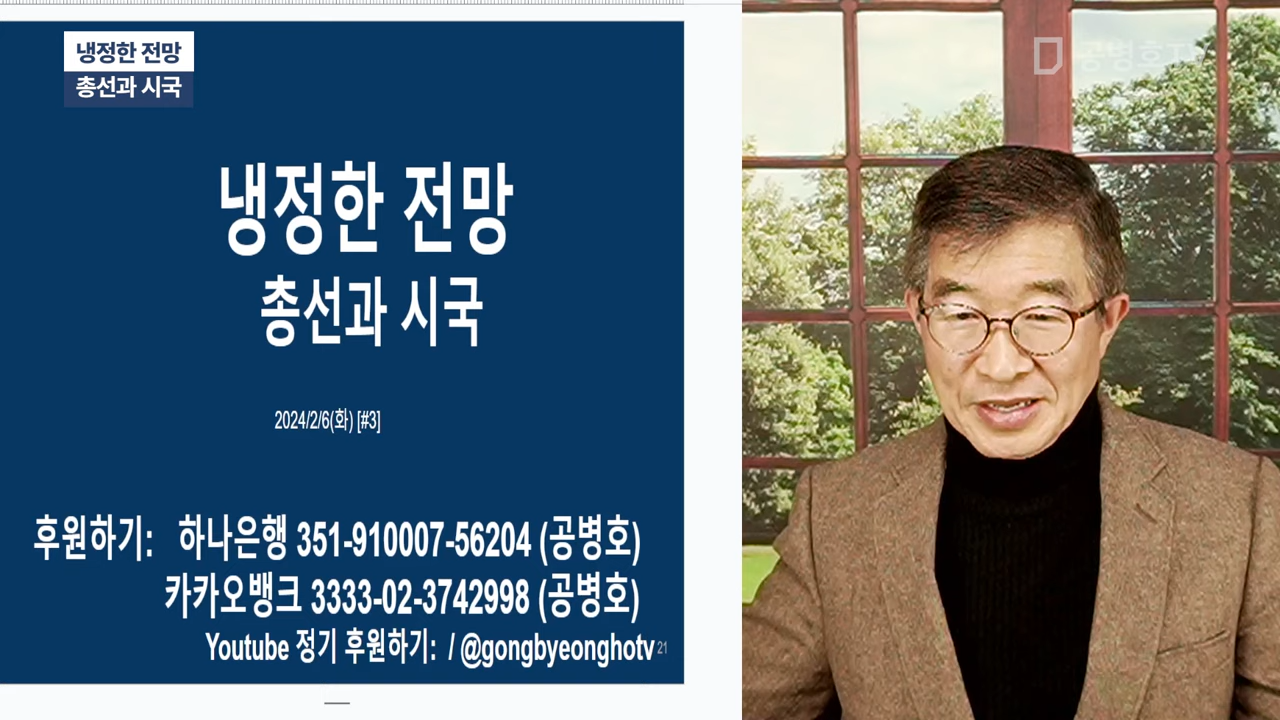 냉정한 전망
총선과 시국
공병호TV
냉정한 전망
총선과 시국
2024/2/6(화) [#3]
후원하기: 하나은행 351-910007-56204 (공병호)
카카오뱅크 3333-02-3742998 (공병호)
Youtube 정기 후원하기: / @gongbyeonghotv
21